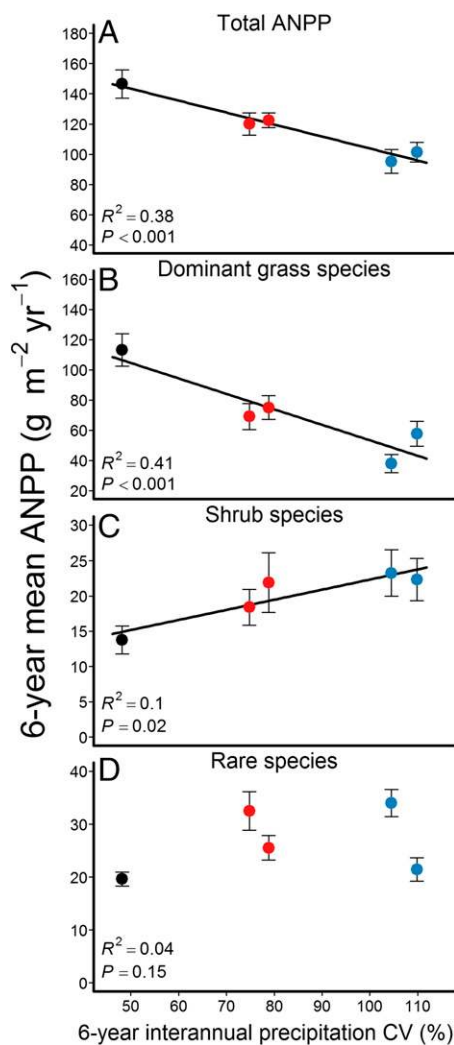 A
Total ANPP
180
160
140
120
100
80
60
40
R² = 0.38
P < 0.001
B
Dominant grass species
160
140
120
100
80
60
40
20
R² = 0.41
P < 0.001
C
Shrub species
30
25
20
15
10
5
0
R² = 0.1
P = 0.02
D
Rare species
40
30
20
10
0
R² = 0.04
P = 0.15
50 60 70 80 90 100 110
6-year interannual precipitation CV (%)
6-year mean ANPP (g m⁻² yr⁻¹)